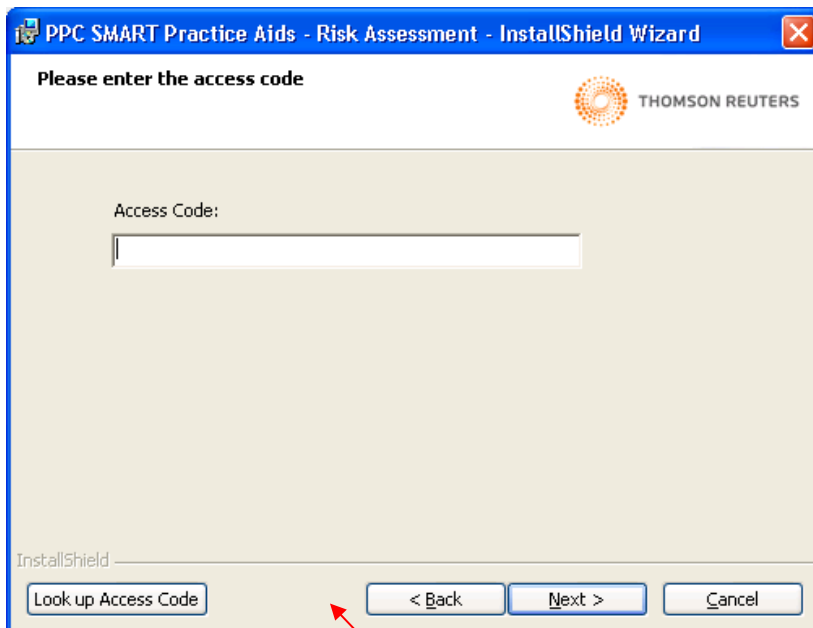 PPC SMART Practice Aids - Risk Assessment - InstallShield Wizard
Please enter the access code
THOMSON REUTERS
Access Code:
InstallShield
Look up Access Code
< Back
Next >
Cancel